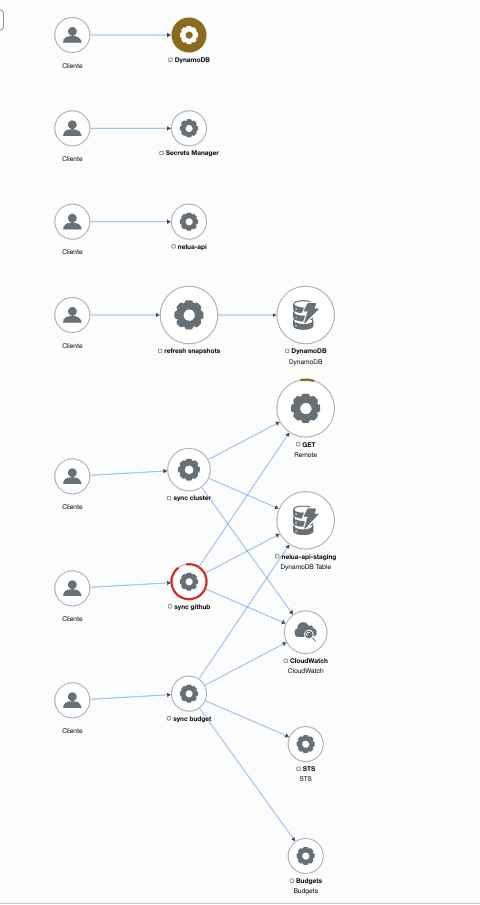 DynamoDB
Cliente
Secrets Manager
Cliente
nelua-api
Cliente
Cliente
refresh snapshots
DynamoDB
DynamoDB
GET
Remote
sync cluster
Cliente
nelua-api-staging
DynamoDB Table
sync github
Cliente
CloudWatch
CloudWatch
sync budget
Cliente
STS
STS
Budgets
Budgets